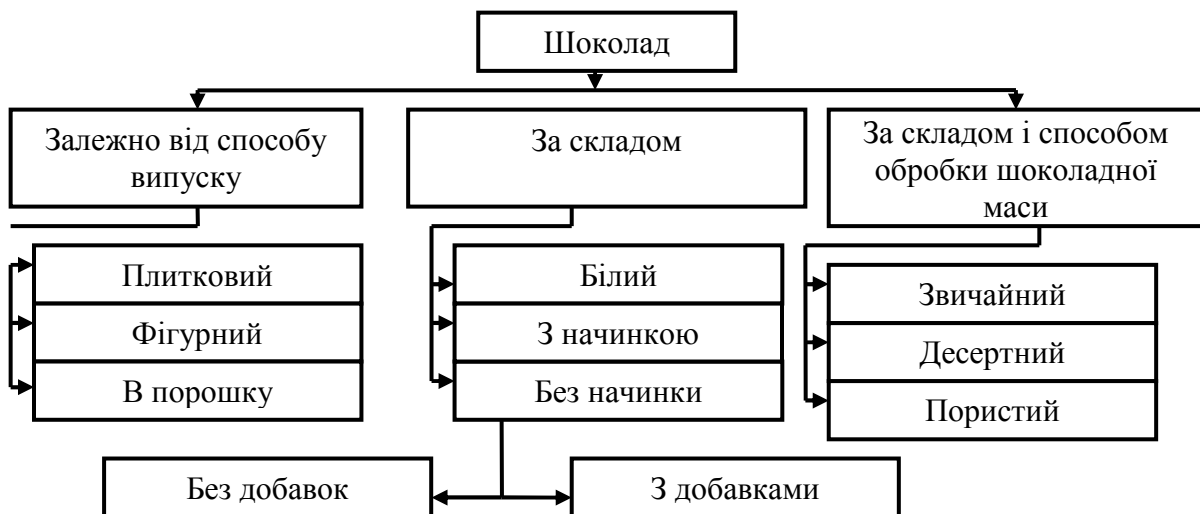 Шоколад
Залежно від способу
випуску
За складом
За складом і способом
обробки шоколадної
маси
Плитковий
Фігурний
В порошку
Білий
З начинкою
Без начинки
Звичайний
Десертний
Пористий
Без добавок
З добавками